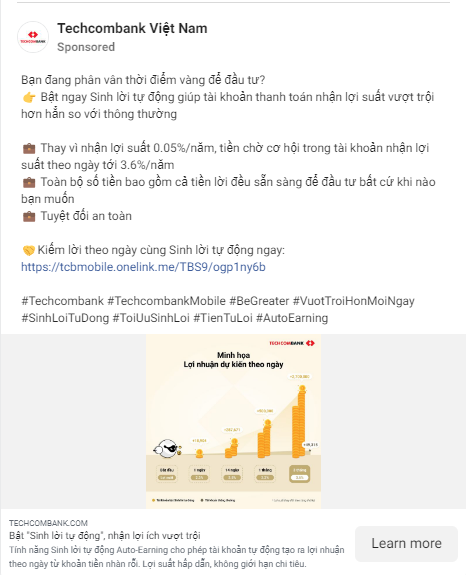 Techcombank Việt Nam
Sponsored
Bạn đang phân vân thời điểm vàng để đầu tư?
👉 Bật ngay Sinh lời tự động giúp tài khoản thanh toán nhận lợi suất vượt trội
hơn hẳn so với thông thường
💼 Thay vì nhận lợi suất 0.05%/năm, tiền chờ cơ hội trong tài khoản nhận lợi
suất theo ngày tới 3.6%/năm
💼 Toàn bộ số tiền bao gồm cả tiền lời đều sẵn sàng để đầu tư bất cứ khi nào
bạn muốn
💼 Tuyệt đối an toàn
🤝Kiếm lời theo ngày cùng Sinh lời tự động ngay:
https://tcbmobile.onelink.me/TBS9/ogp1ny6b
#Techcombank #TechcombankMobile #BeGreater #VuotTroiHonMoiNgay
#SinhLoiTuDong #ToiUuSinhLoi #TienTuLoi #AutoEarning
TECHCOMBANK
Minh họa
Lợi nhuận dự kiến theo ngày
Bắt đầu
1 ngày
14 ngày
1 tháng
TECHCOMBANK.COM
Bật "Sinh lời tự động", nhận lợi ích vượt trội
Tính năng Sinh lời tự động Auto-Earning cho phép tài khoản tự động tạo ra lợi nhuận
theo ngày từ khoản tiền nhàn rỗi. Lợi suất hấp dẫn, không giới hạn chi tiêu.
Learn more